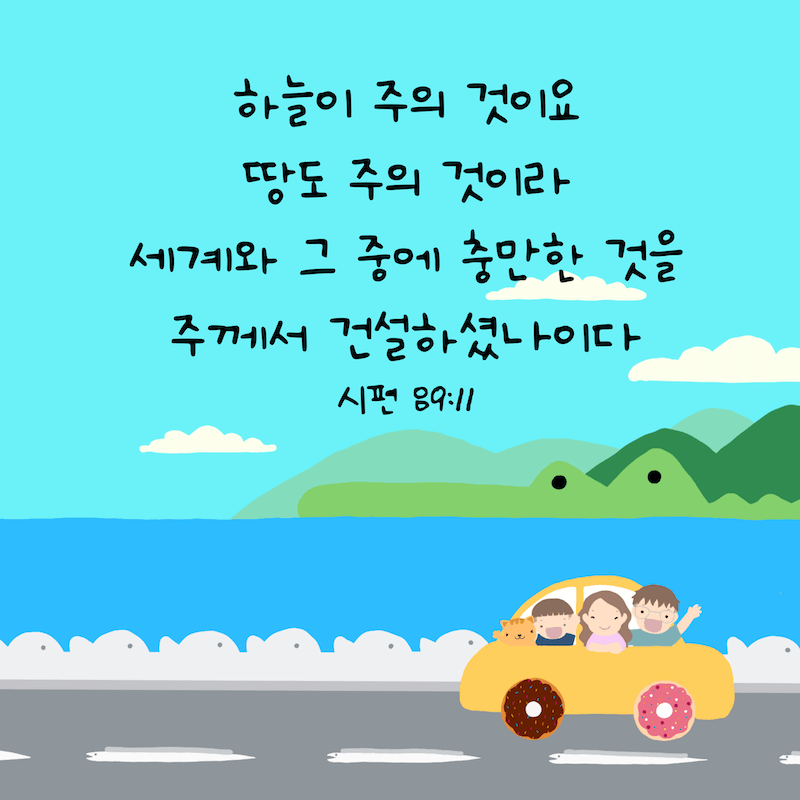 하늘이 주의 것이요
땅도 주의 것이라
세계와 그 중에 충만한 것을
주께서 건설하셨나이다
시편 89:11